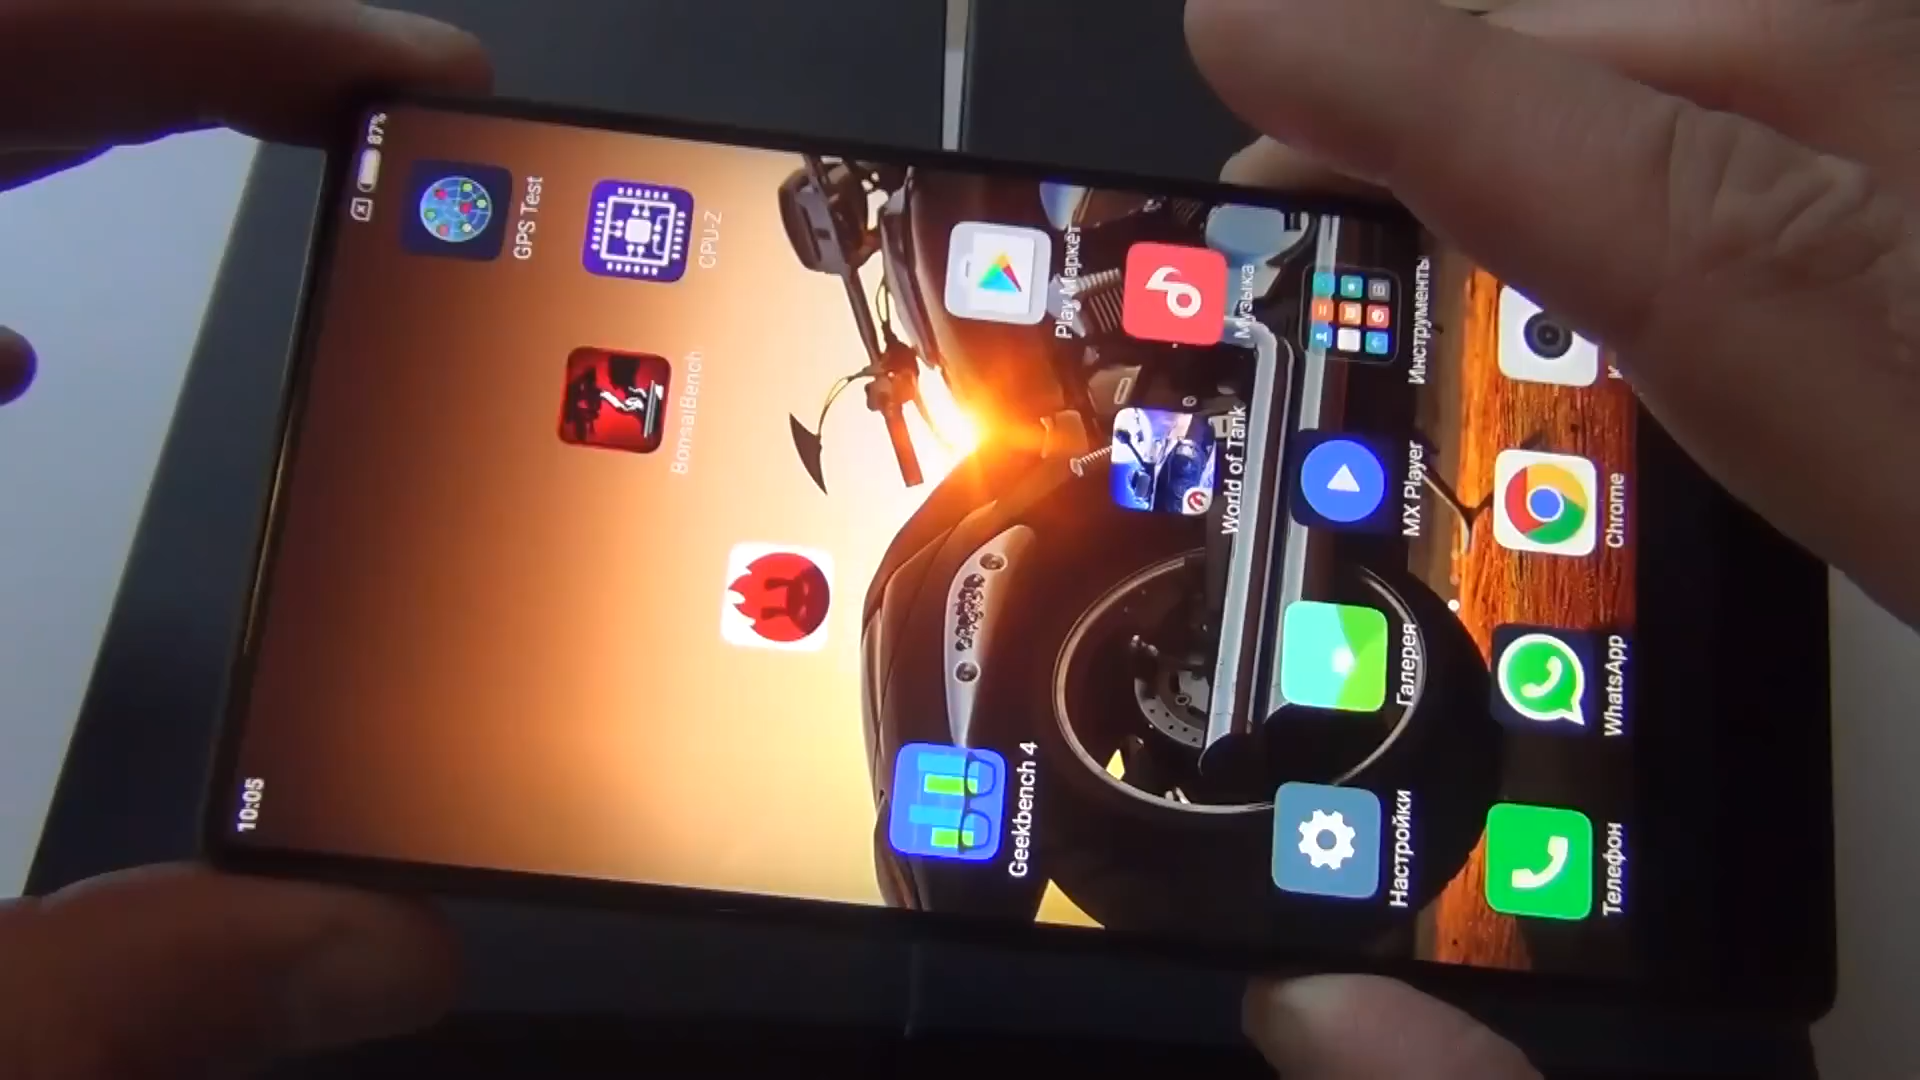 10:05
87%
GPS Test
CPU-Z
BonsaiBench
Geekbench 4
Play Маркет
World of Tank
Музыка
Настройки
Галерея
MX Player
Инструменты
Телефон
WhatsApp
Chrome